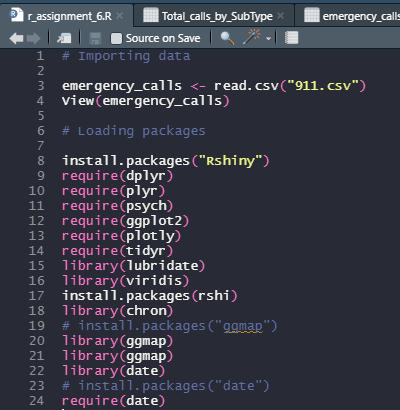 r_assignment_6.R
Total_calls_by_SubType
emergency_calls
Source on Save
1 # Importing data
2
3 emergency_calls <- read.csv("911.csv")
4 View(emergency_calls)
5
6 # Loading packages
7
8 install.packages("Rshiny")
9 require(dplyr)
10 require(plyr)
11 require(psych)
12 require(ggplot2)
13 require(plotly)
14 require(tidyr)
15 library(lubridate)
16 library(viridis)
17 install.packages(rshi)
18 library(chron)
19 # install.packages("ggmap")
20 library(ggmap)
21 library(ggmap)
22 library(date)
23 # install.packages("date")
24 require(date)